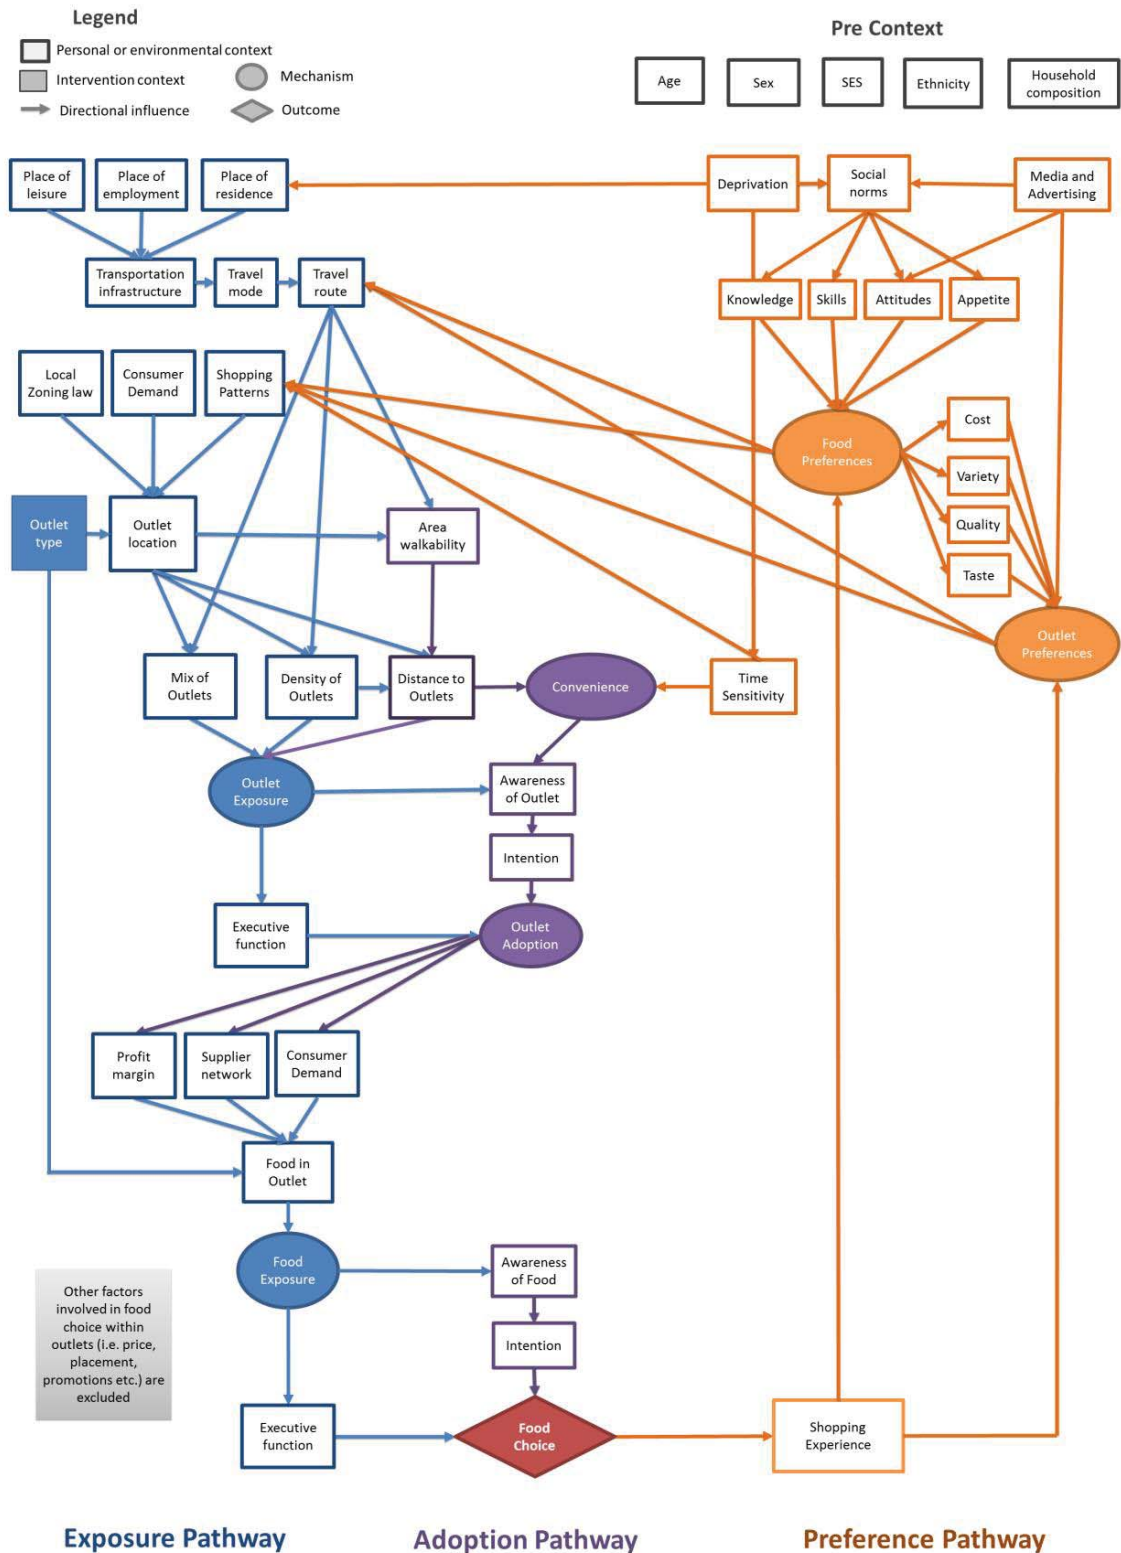 Legend
Personal or environmental context
Intervention context
Mechanism
Directional influence
Outcome
Pre Context
Age
Sex
SES
Ethnicity
Household
composition
Place of
leisure
Place of
employment
Place of
residence
Deprivation
Social
norms
Media and
Advertising
Transportation
infrastructure
Travel
mode
Travel
route
Knowledge
Skills
Attitudes
Appetite
Local
Zoning law
Consumer
Demand
Shopping
Patterns
Food
Preferences
Cost
Variety
Quality
Taste
Outlet
type
Outlet
location
Area
walkability
Outlet
Preferences
Mix of
Outlets
Density of
Outlets
Distance to
Outlets
Convenience
Time
Sensitivity
Outlet
Exposure
Awareness
of Outlet
Intention
Executive
function
Outlet
Adoption
Profit
margin
Supplier
network
Consumer
Demand
Food in
Outlet
Food
Exposure
Awareness
of Food
Other factors
involved in food
choice within
outlets (i.e. price,
placement,
promotions etc.) are
excluded
Intention
Executive
function
Food
Choice
Shopping
Experience
Exposure Pathway
Adoption Pathway
Preference Pathway